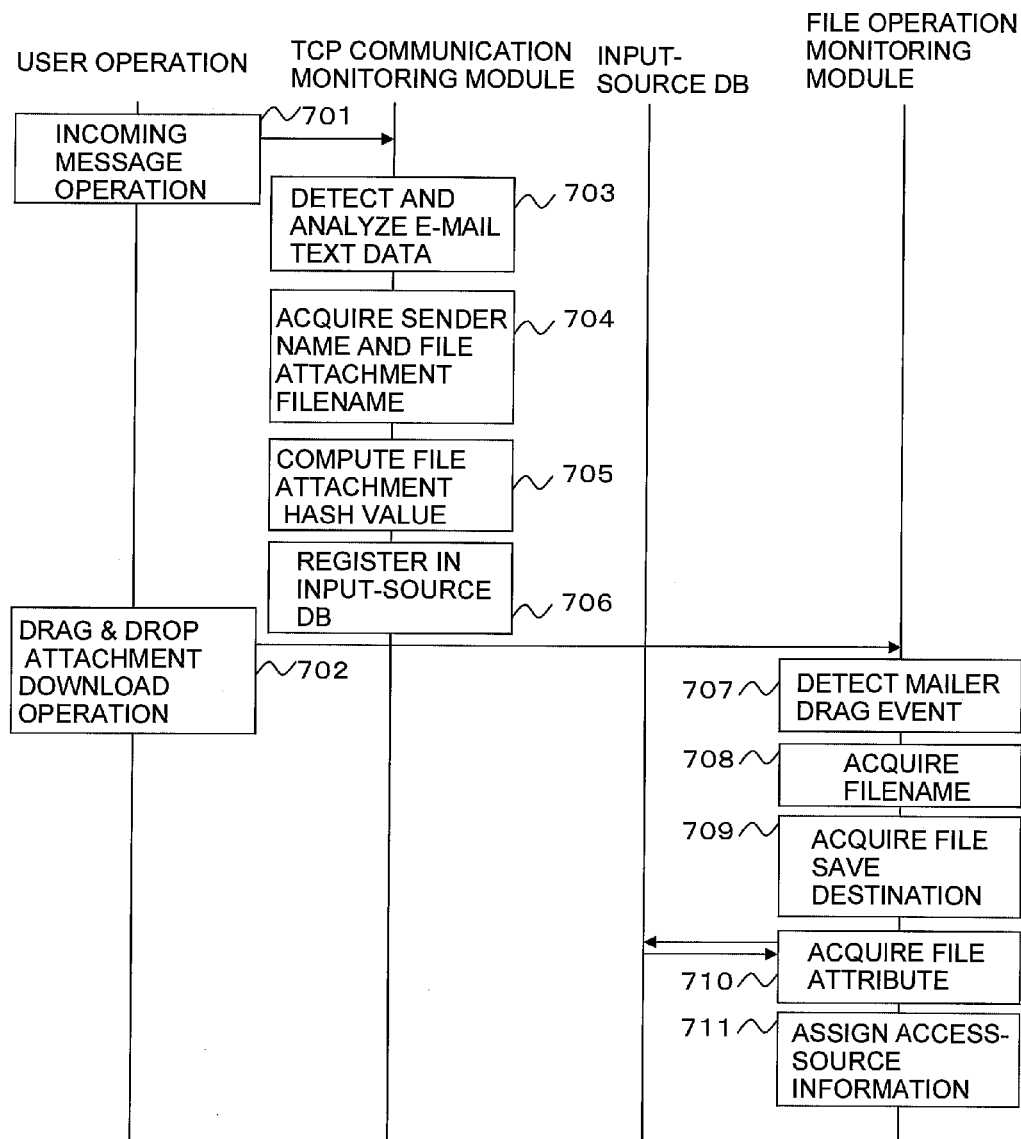 USER OPERATION
TCP COMMUNICATION
MONITORING MODULE
INPUT-
SOURCE DB
FILE OPERATION
MONITORING
MODULE
701
INCOMING
MESSAGE
OPERATION
DETECT AND
ANALYZE E-MAIL
TEXT DATA
703
ACQUIRE SENDER
NAME AND FILE
ATTACHMENT
FILENAME
704
COMPUTE FILE
ATTACHMENT
HASH VALUE
705
REGISTER IN
INPUT-SOURCE
DB
706
DRAG & DROP
ATTACHMENT
DOWNLOAD
OPERATION
702
707
DETECT MAILER
DRAG EVENT
708
ACQUIRE
FILENAME
709
ACQUIRE FILE
SAVE
DESTINATION
710
ACQUIRE FILE
ATTRIBUTE
711
ASSIGN ACCESS-
SOURCE
INFORMATION